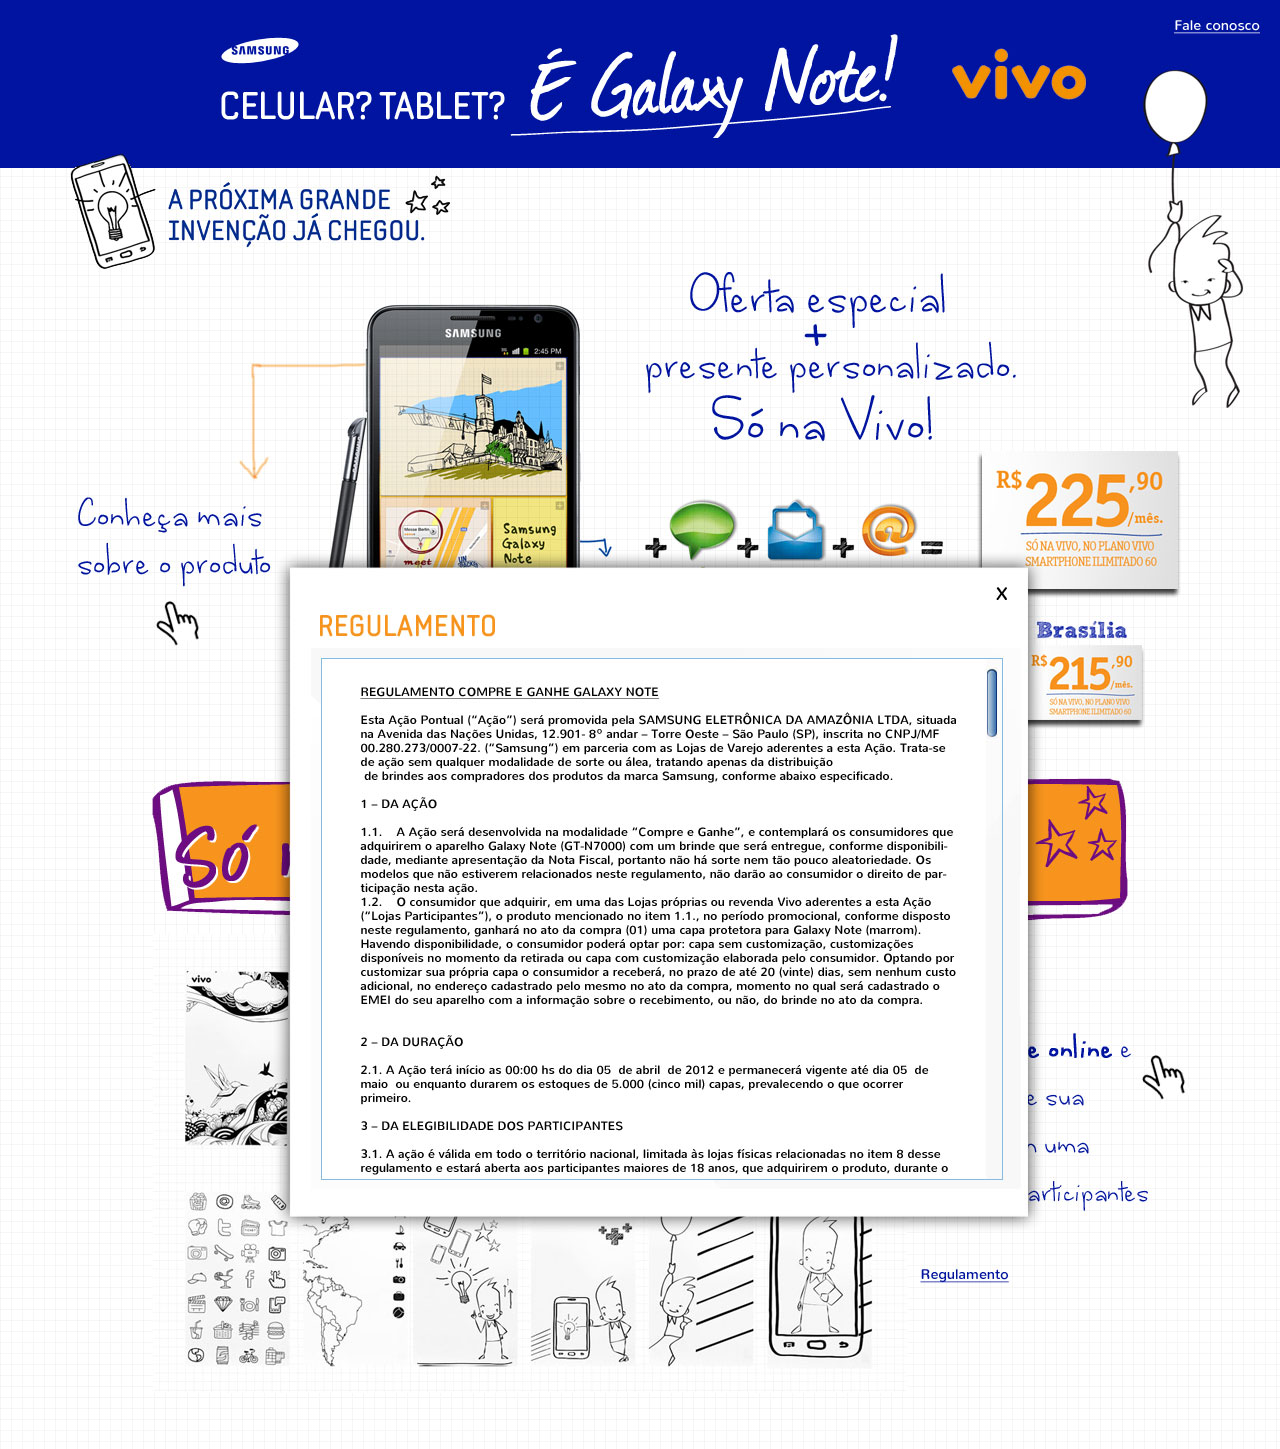 Fale conosco
SAMSUNG
CELULAR? TABLET? É Galaxy Note!
vivo
A PRÓXIMA GRANDE
INVENÇÃO JÁ CHEGOU.
Oferta especial
+
presente personalizado.
Só na Vivo!
SAMSUNG
2:45 PM
Conheça mais
sobre o produto
Messe Berlin
meet
Samsung
Galaxy
Note
+ + + =
R$ 225,90 /mês.
SÓ NA VIVO, NO PLANO VIVO
SMARTPHONE ILIMITADO 60
Brasília
R$ 215,90 /mês.
SÓ NA VIVO, NO PLANO VIVO
SMARTPHONE ILIMITADO 60
X
REGULAMENTO
REGULAMENTO COMPRE E GANHE GALAXY NOTE
Esta Ação Pontual (“Ação”) será promovida pela SAMSUNG ELETRÔNICA DA AMAZÔNIA LTDA, situada
na Avenida das Nações Unidas, 12.901- 8º andar – Torre Oeste – São Paulo (SP), inscrita no CNPJ/MF
00.280.273/0007-22. (“Samsung”) em parceria com as Lojas de Varejo aderentes a esta Ação. Trata-se
de ação sem qualquer modalidade de sorte ou álea, tratando apenas da distribuição
de brindes aos compradores dos produtos da marca Samsung, conforme abaixo especificado.
1 – DA AÇÃO
1.1. A Ação será desenvolvida na modalidade “Compre e Ganhe”, e contemplará os consumidores que
adquirirem o aparelho Galaxy Note (GT-N7000) com um brinde que será entregue, conforme disponibili-
dade, mediante apresentação da Nota Fiscal, portanto não há sorte nem tão pouco aleatoriedade. Os
modelos que não estiverem relacionados neste regulamento, não darão ao consumidor o direito de par-
ticipação nesta ação.
1.2. O consumidor que adquirir, em uma das Lojas próprias ou revenda Vivo aderentes a esta Ação
(“Lojas Participantes”), o produto mencionado no item 1.1., no período promocional, conforme disposto
neste regulamento, ganhará no ato da compra (01) uma capa protetora para Galaxy Note (marrom).
Havendo disponibilidade, o consumidor poderá optar por: capa sem customização, customizações
disponíveis no momento da retirada ou capa com customização elaborada pelo consumidor. Optando por
customizar sua própria capa o consumidor a receberá, no prazo de até 20 (vinte) dias, sem nenhum custo
adicional, no endereço cadastrado pelo mesmo no ato da compra, momento no qual será cadastrado o
EMEI do seu aparelho com a informação sobre o recebimento, ou não, do brinde no ato da compra.
2 – DA DURAÇÃO
2.1. A Ação terá início as 00:00 hs do dia 05 de abril de 2012 e permanecerá vigente até dia 05 de
maio ou enquanto durarem os estoques de 5.000 (cinco mil) capas, prevalecendo o que ocorrer
primeiro.
3 – DA ELEGIBILIDADE DOS PARTICIPANTES
3.1. A ação é válida em todo o território nacional, limitada às lojas físicas relacionadas no item 8 desse
regulamento e estará aberta aos participantes maiores de 18 anos, que adquirirem o produto, durante o
Só
vivo
e online e
e sua
uma
articipantes
Regulamento